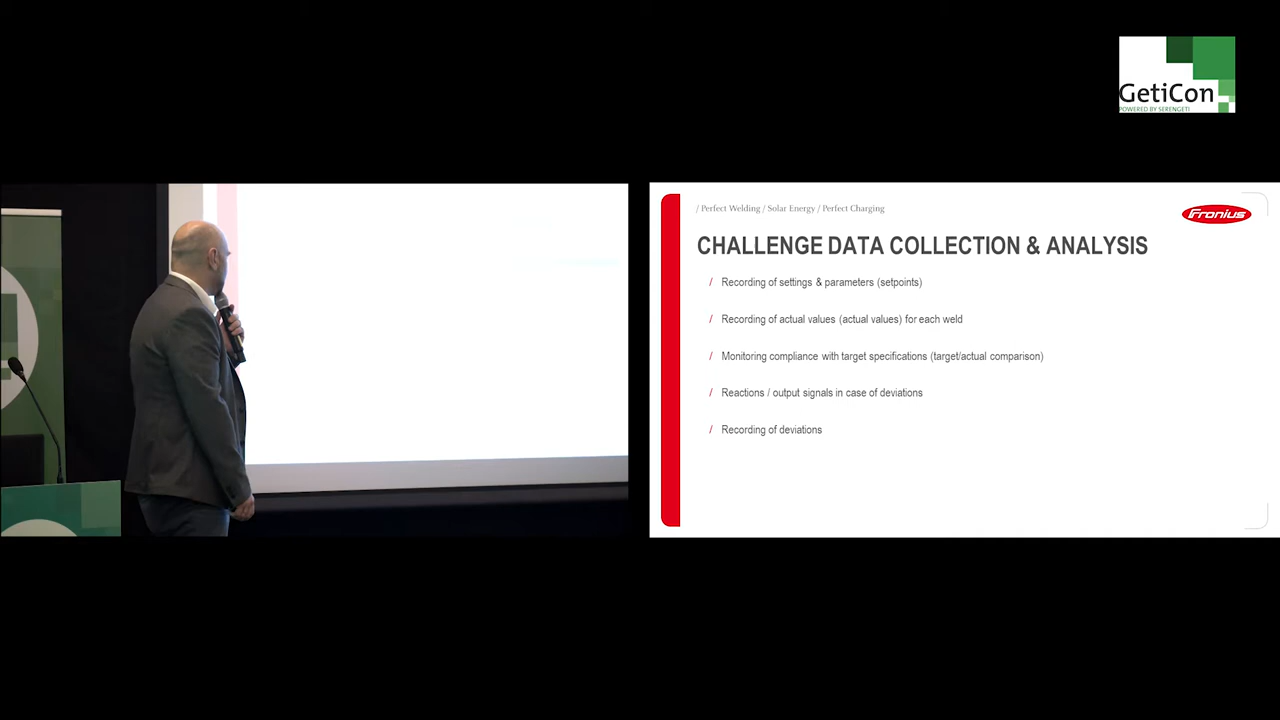 GetiCon
POWERED BY SERENGETI
/ Perfect Welding / Solar Energy / Perfect Charging
Fronius
CHALLENGE DATA COLLECTION & ANALYSIS
/ Recording of settings & parameters (setpoints)
/ Recording of actual values (actual values) for each weld
/ Monitoring compliance with target specifications (target/actual comparison)
/ Reactions / output signals in case of deviations
/ Recording of deviations